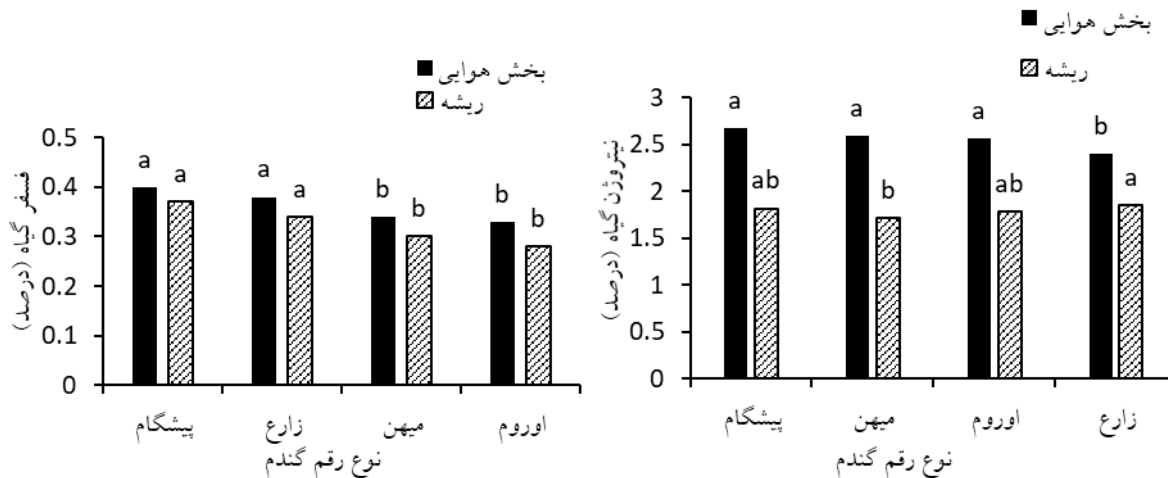 بخش هوایی
ریشه
فسفر گیاه (درصد)
0.5
0.4
0.3
0.2
0.1
0
a a a a b b b b
پیشگام زارع میهن اوروم
نوع رقم گندم
بخش هوایی
ریشه
نیتروژن گیاه (درصد)
3
2.5
2
1.5
1
0.5
0
a ab a b a ab b a
پیشگام میهن اوروم زارع
نوع رقم گندم